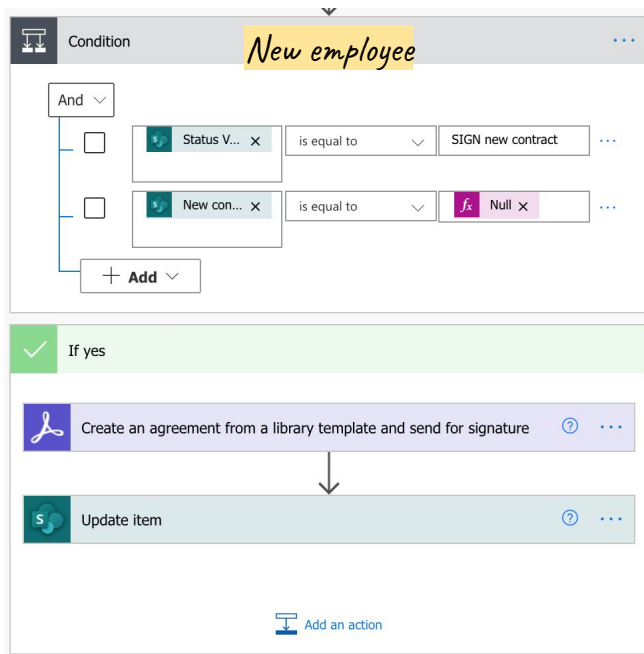 Condition
New employee
And
Status V... is equal to SIGN new contract
New con... is equal to fx Null
Add
If yes
Create an agreement from a library template and send for signature
S Update item
Add an action